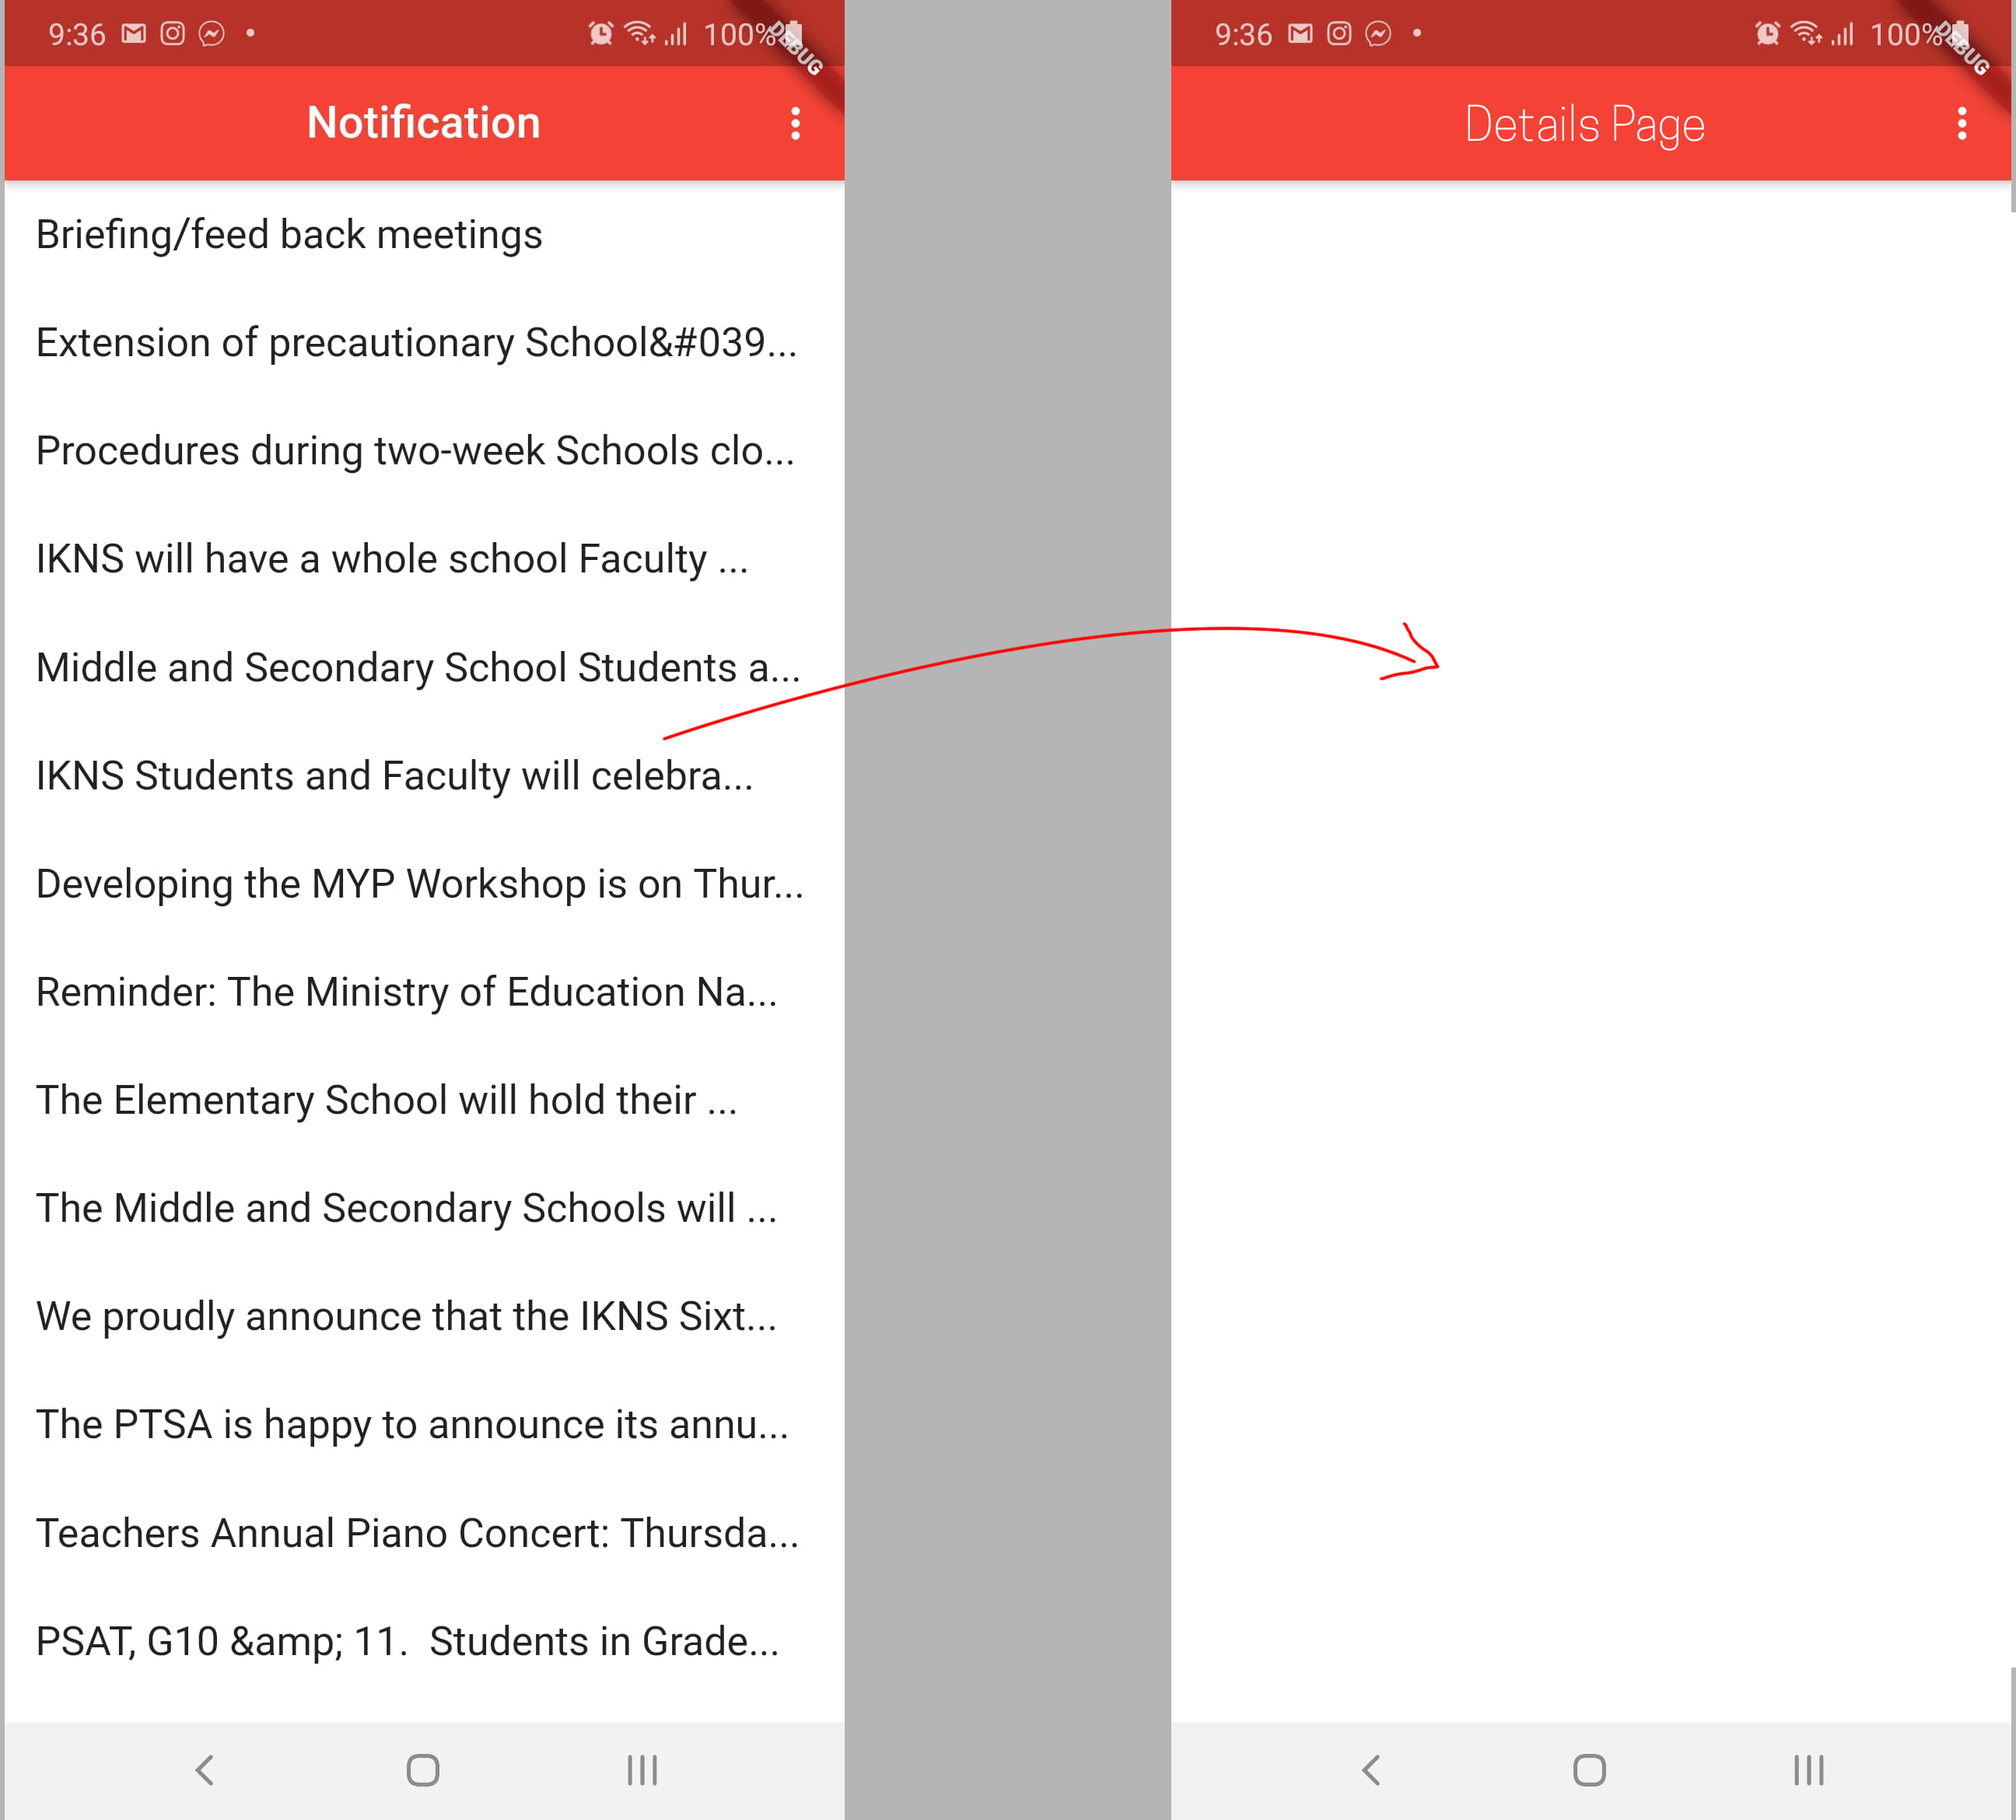 9:36
100%
DEBUG
Notification
Briefing/feed back meetings
Extension of precautionary School&#039...
Procedures during two-week Schools clo...
IKNS will have a whole school Faculty ...
Middle and Secondary School Students a...
IKNS Students and Faculty will celebra...
Developing the MYP Workshop is on Thur...
Reminder: The Ministry of Education Na...
The Elementary School will hold their ...
The Middle and Secondary Schools will ...
We proudly announce that the IKNS Sixt...
The PTSA is happy to announce its annu...
Teachers Annual Piano Concert: Thursda...
PSAT, G10 &amp; 11.  Students in Grade...
9:36
100%
DEBUG
Details Page